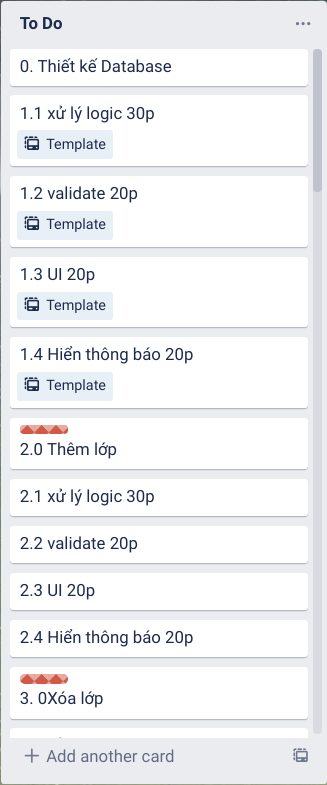 To Do
0. Thiết kế Database
1.1 xử lý logic 30p
Template
1.2 validate 20p
Template
1.3 UI 20p
Template
1.4 Hiển thông báo 20p
Template
2.0 Thêm lớp
2.1 xử lý logic 30p
2.2 validate 20p
2.3 UI 20p
2.4 Hiển thông báo 20p
3. 0Xóa lớp
Add another card